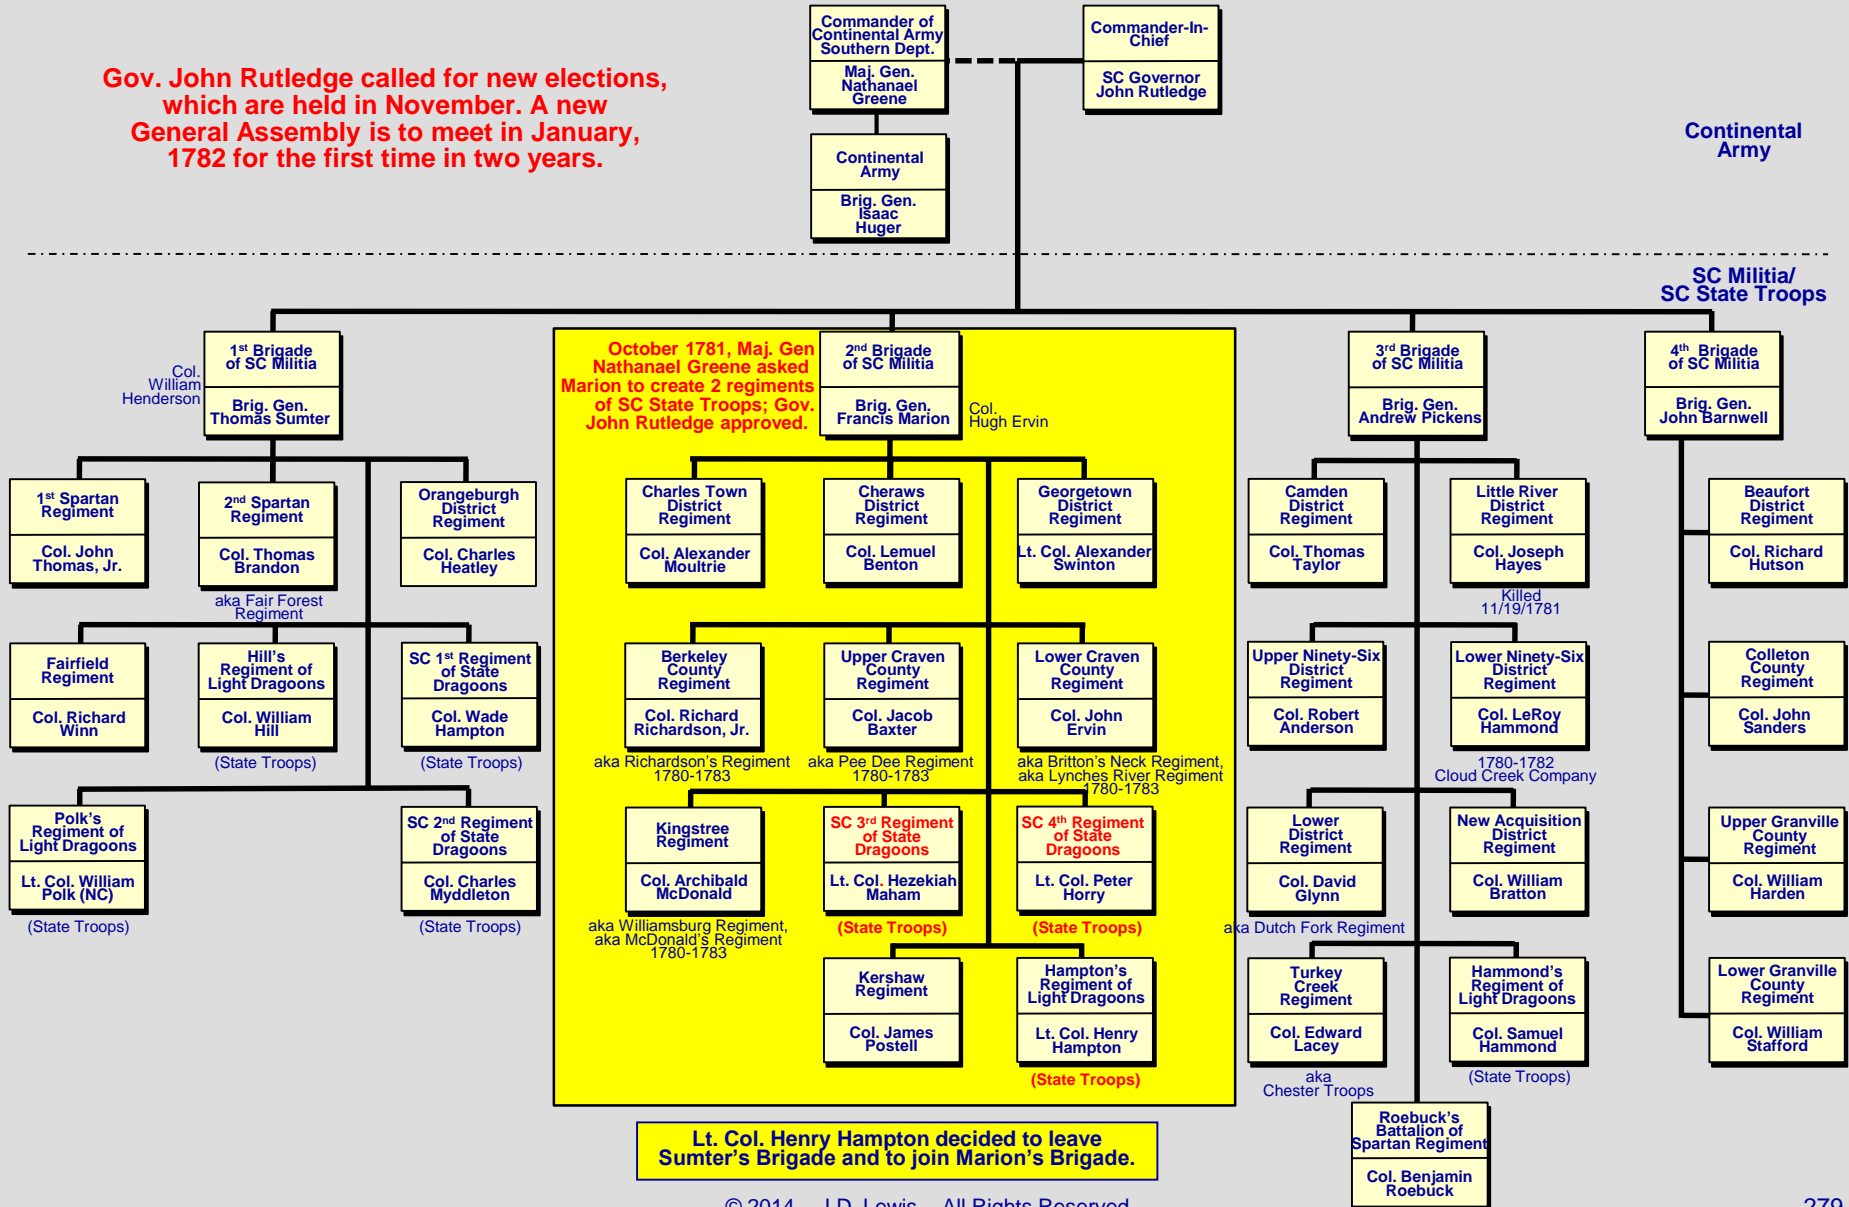 Commander of
Continental Army
Southern Dept.
Maj. Gen.
Nathanael
Greene
Commander-In-
Chief
SC Governor
John Rutledge
Gov. John Rutledge called for new elections,
which are held in November. A new
General Assembly is to meet in January,
1782 for the first time in two years.
Continental
Army
Continental
Army
Brig. Gen.
Isaac
Huger
SC Militia/
SC State Troops
Col.
William
Henderson
1st Brigade
of SC Militia
Brig. Gen.
Thomas Sumter
October 1781, Maj. Gen
Nathanael Greene asked
Marion to create 2 regiments
of SC State Troops; Gov.
John Rutledge approved.
2nd Brigade
of SC Militia
Brig. Gen.
Francis Marion
Col.
Hugh Ervin
3rd Brigade
of SC Militia
Brig. Gen.
Andrew Pickens
4th Brigade
of SC Militia
Brig. Gen.
John Barnwell
1st Spartan
Regiment
Col. John
Thomas, Jr.
2nd Spartan
Regiment
Col. Thomas
Brandon
aka Fair Forest
Regiment
Orangeburgh
District
Regiment
Col. Charles
Heatley
Charles Town
District
Regiment
Col. Alexander
Moultrie
Cheraws
District
Regiment
Col. Lemuel
Benton
Georgetown
District
Regiment
Lt. Col. Alexander
Swinton
Camden
District
Regiment
Col. Thomas
Taylor
Little River
District
Regiment
Col. Joseph
Hayes
Killed
11/19/1781
Beaufort
District
Regiment
Col. Richard
Hutson
Fairfield
Regiment
Col. Richard
Winn
Hill's
Regiment of
Light Dragoons
Col. William
Hill
(State Troops)
SC 1st Regiment
of State
Dragoons
Col. Wade
Hampton
(State Troops)
Berkeley
County
Regiment
Col. Richard
Richardson, Jr.
aka Richardson's Regiment
1780-1783
Upper Craven
County
Regiment
Col. Jacob
Baxter
aka Pee Dee Regiment
1780-1783
Lower Craven
County
Regiment
Col. John
Ervin
aka Britton's Neck Regiment,
aka Lynches River Regiment
1780-1783
Upper Ninety-Six
District
Regiment
Col. Robert
Anderson
Lower Ninety-Six
District
Regiment
Col. LeRoy
Hammond
1780-1782
Cloud Creek Company
Colleton
County
Regiment
Col. John
Sanders
Polk's
Regiment of
Light Dragoons
Lt. Col. William
Polk (NC)
(State Troops)
SC 2nd Regiment
of State
Dragoons
Col. Charles
Myddleton
(State Troops)
Kingstree
Regiment
Col. Archibald
McDonald
aka Williamsburg Regiment,
aka McDonald's Regiment
1780-1783
SC 3rd Regiment
of State
Dragoons
Lt. Col. Hezekiah
Maham
(State Troops)
SC 4th Regiment
of State
Dragoons
Lt. Col. Peter
Horry
(State Troops)
Lower
District
Regiment
Col. David
Glynn
aka Dutch Fork Regiment
New Acquisition
District
Regiment
Col. William
Bratton
Upper Granville
County
Regiment
Col. William
Harden
Kershaw
Regiment
Col. James
Postell
Hampton's
Regiment of
Light Dragoons
Lt. Col. Henry
Hampton
(State Troops)
Turkey
Creek
Regiment
Col. Edward
Lacey
aka
Chester Troops
Hammond's
Regiment of
Light Dragoons
Col. Samuel
Hammond
(State Troops)
Lower Granville
County
Regiment
Col. William
Stafford
Roebuck's
Battalion of
Spartan Regiment
Col. Benjamin
Roebuck
Lt. Col. Henry Hampton decided to leave
Sumter's Brigade and to join Marion's Brigade.
© 2014 J.D. Lewis All Rights Reserved
279